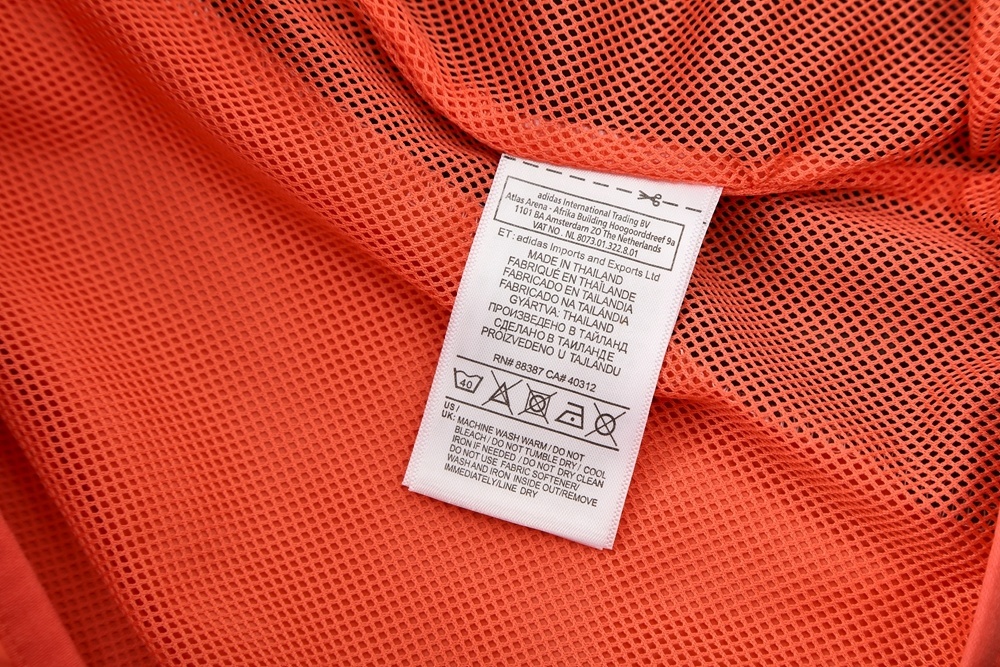 adidas International Trading BV
Atlas Arena - Afrika Building Hoogoorddreef 9a
1101 BA Amsterdam ZO The Netherlands
VAT NO. NL 8073.01.322.8.01
ET: adidas Imports and Exports Ltd
MADE IN THAILAND
FABRIQUÉ EN THAÏLANDE
FABRICADO EN TAILANDIA
FABRICADO NA TAILÂNDIA
GYÁRTVA: THAILAND
ПРОИЗВЕДЕНО В ТАЙЛАНД
СДЕЛАНО В ТАИЛАНДЕ
PROIZVEDENO U TAJLANDU
RN# 88387 CA# 40312
40
US /
UK: MACHINE WASH WARM / DO NOT
BLEACH / DO NOT TUMBLE DRY / COOL
IRON IF NEEDED / DO NOT DRY CLEAN
DO NOT USE FABRIC SOFTENER/
WASH AND IRON INSIDE OUT/REMOVE
IMMEDIATELY/LINE DRY